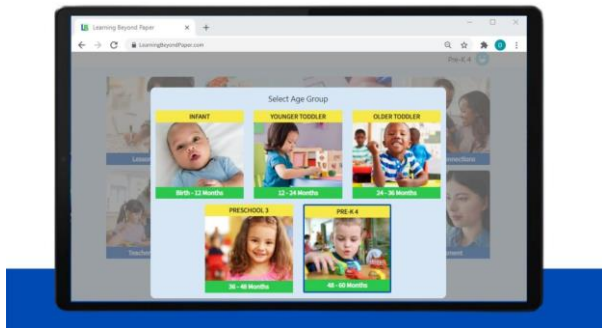 Learning Beyond Paper
LearningBeyondPaper.com
Pre-K 4
Select Age Group
INFANT
YOUNGER TODDLER
OLDER TODDLER
Birth - 12 Months
12 - 24 Months
24 - 36 Months
PRESCHOOL 3
PRE-K 4
36 - 48 Months
48 - 60 Months